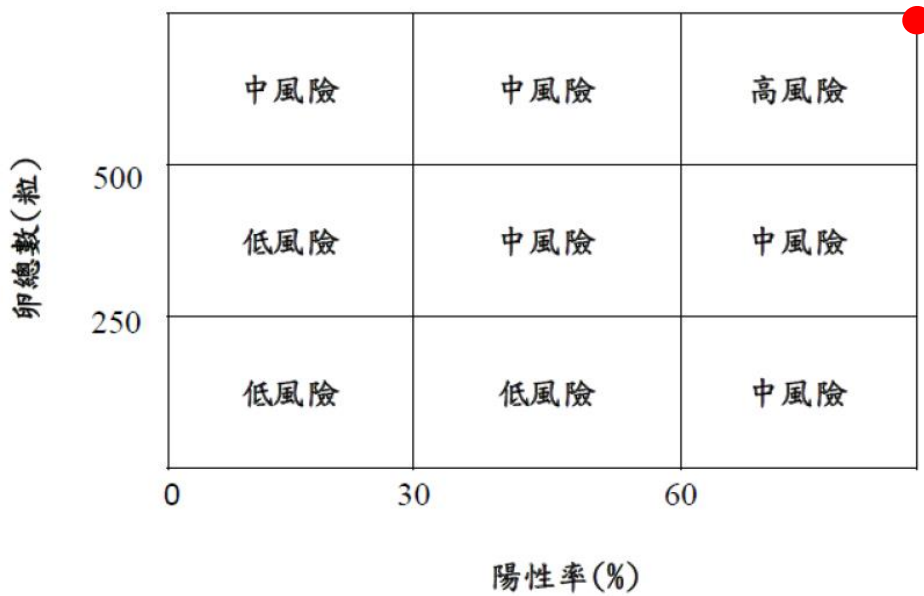 中風險 中風險 高風險
500
低風險 中風險 中風險
250
低風險 低風險 中風險
卵總數(粒)
0 30 60
陽性率(%)